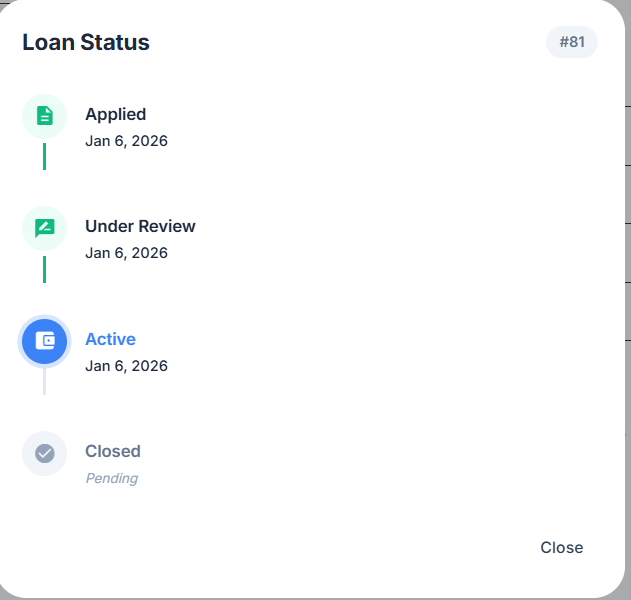 Loan Status
#81
Applied
Jan 6, 2026
Under Review
Jan 6, 2026
Active
Jan 6, 2026
Closed
Pending
Close